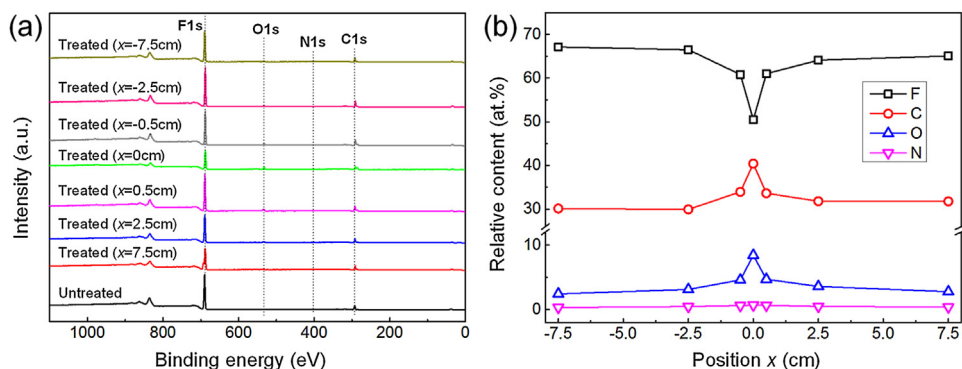 (a)
F1s
O1s
N1s
C1s
Treated (x=-7.5cm)
Treated (x=-2.5cm)
Treated (x=-0.5cm)
Treated (x=0cm)
Treated (x=0.5cm)
Treated (x=2.5cm)
Treated (x=7.5cm)
Untreated
Intensity (a.u.)
1000 800 600 400 200 0
Binding energy (eV)
(b)
Relative content (at.%)
70
60
50
40
30
10
0
F
C
O
N
-7.5 -5.0 -2.5 0.0 2.5 5.0 7.5
Position x (cm)